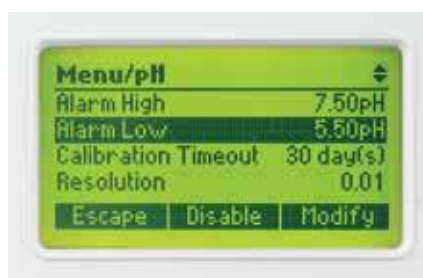 Menu/pH
Alarm High 7.50pH
Alarm Low 5.50pH
Calibration Timeout 30 day(s)
Resolution 0.01
Escape Disable Modify